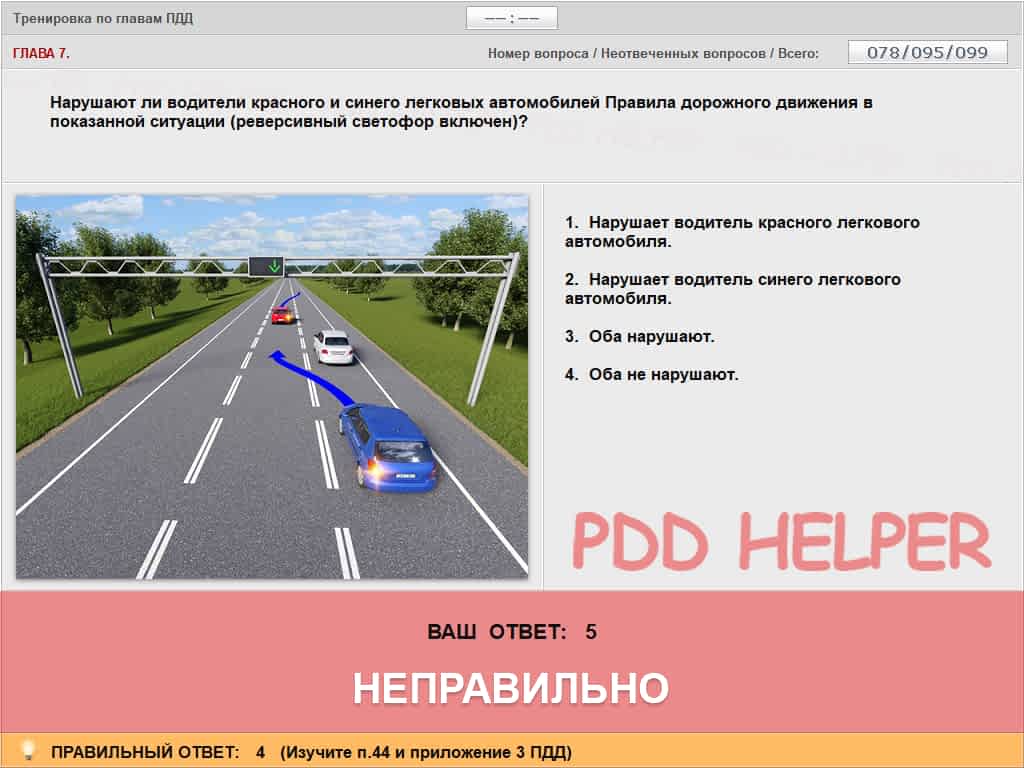 Тренировка по главам ПДД
–– : ––
ГЛАВА 7.
Номер вопроса / Неотвеченных вопросов / Всего:
078/095/099
Нарушают ли водители красного и синего легковых автомобилей Правила дорожного движения в
показанной ситуации (реверсивный светофор включен)?
1. Нарушает водитель красного легкового
автомобиля.
2. Нарушает водитель синего легкового
автомобиля.
3. Оба нарушают.
4. Оба не нарушают.
PDD HELPER
ВАШ ОТВЕТ: 5
НЕПРАВИЛЬНО
ПРАВИЛЬНЫЙ ОТВЕТ: 4 (Изучите п.44 и приложение 3 ПДД)